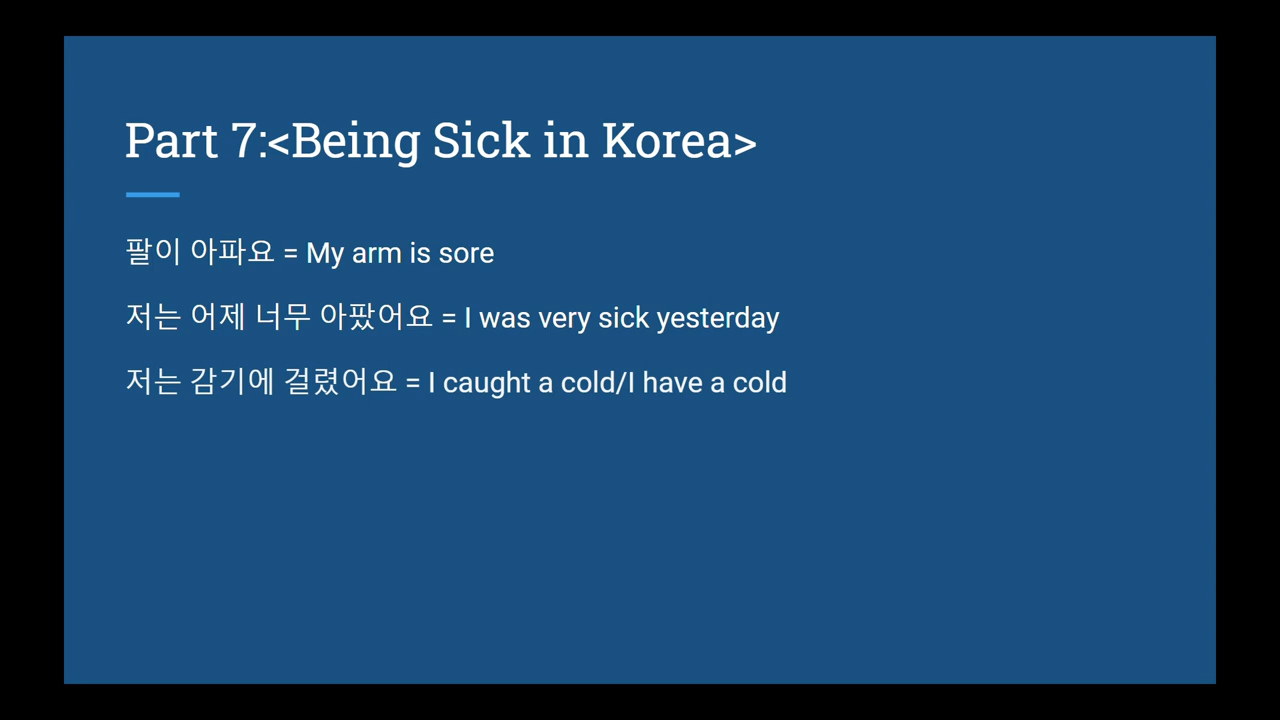 Part 7:<Being Sick in Korea>
팔이 아파요 = My arm is sore
저는 어제 너무 아팠어요 = I was very sick yesterday
저는 감기에 걸렸어요 = I caught a cold/I have a cold